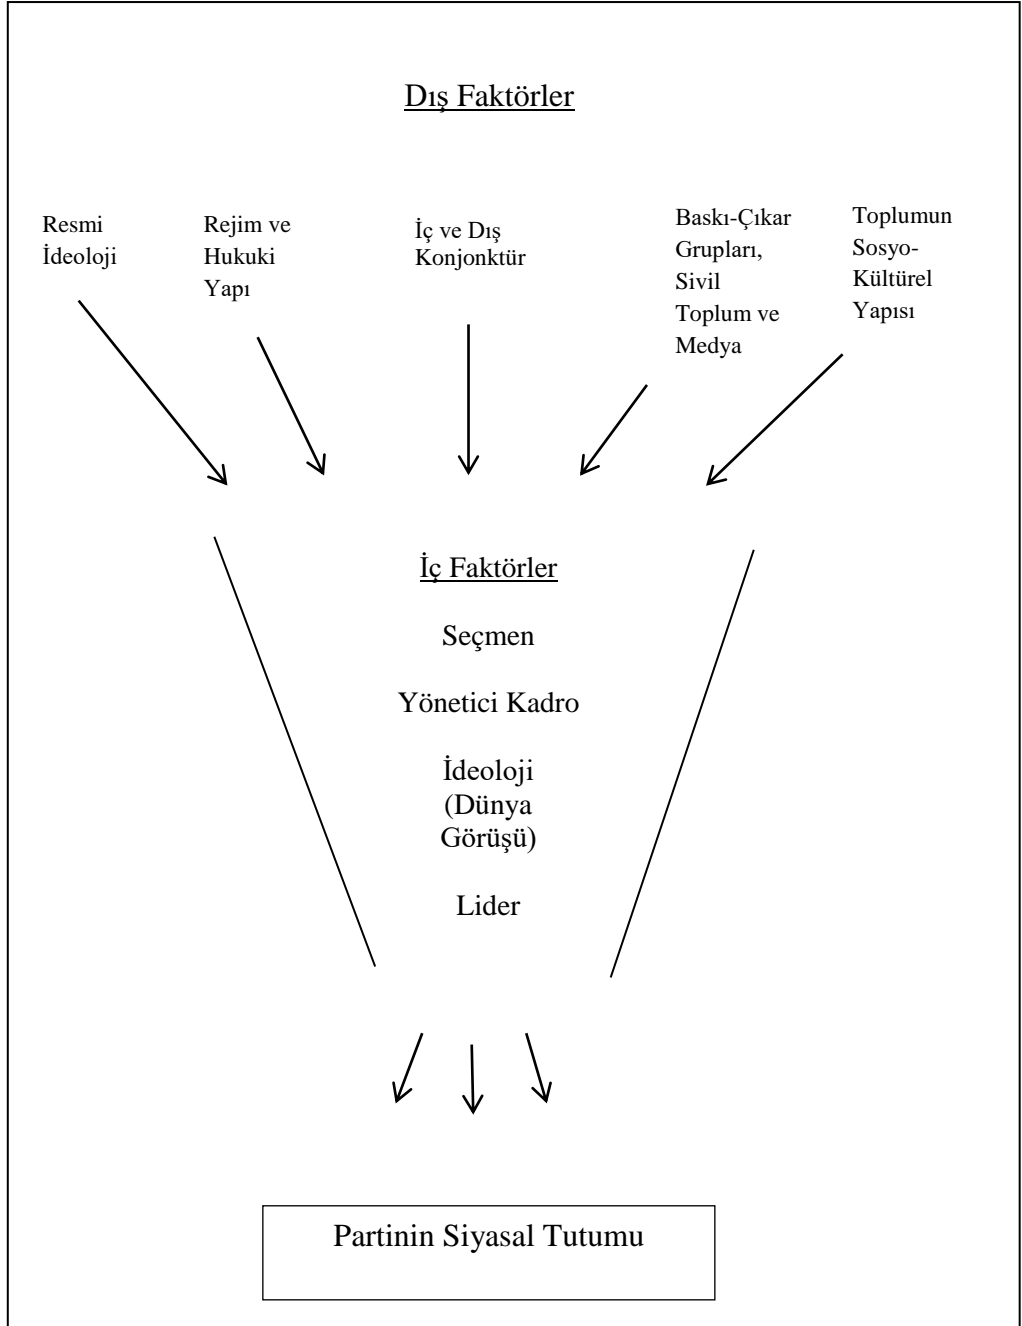 Dış Faktörler
Resmi
İdeoloji
Rejim ve
Hukuki
Yapı
İç ve Dış
Konjonktür
Baskı-Çıkar
Grupları,
Sivil
Toplum ve
Medya
Toplumun
Sosyo-
Kültürel
Yapısı
İç Faktörler
Seçmen
Yönetici Kadro
İdeoloji
(Dünya
Görüşü)
Lider
Partinin Siyasal Tutumu